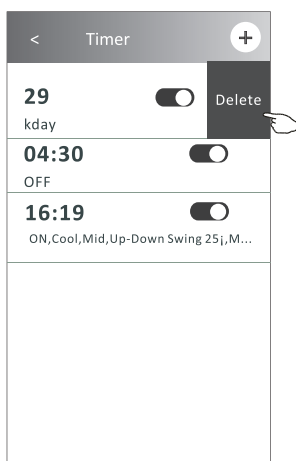 < Timer +
29 Delete
kday
04:30
OFF
16:19
ON,Cool,Mid,Up-Down Swing 25¡,M...